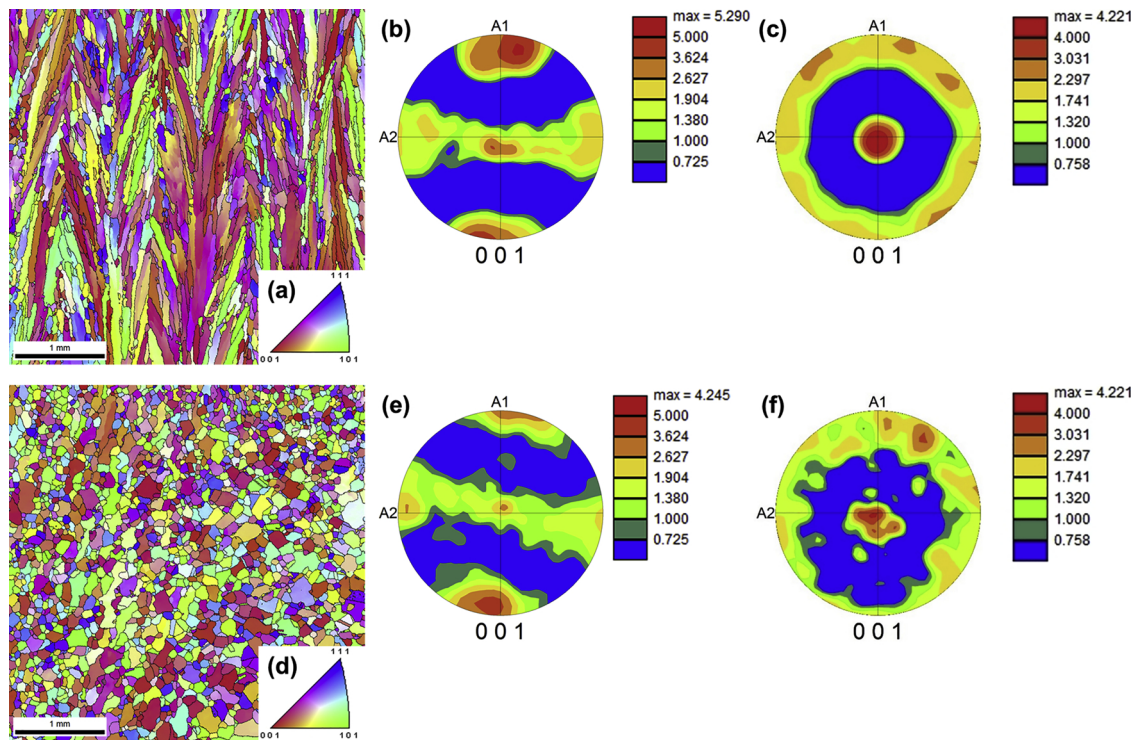 (a)
1 1 1
0 0 1
1 0 1
1 mm
(b)
A1
A2
0 0 1
max = 5.290
5.000
3.624
2.627
1.904
1.380
1.000
0.725
(c)
A1
A2
0 0 1
max = 4.221
4.000
3.031
2.297
1.741
1.320
1.000
0.758
(d)
1 1 1
0 0 1
1 0 1
1 mm
(e)
A1
A2
0 0 1
max = 4.245
5.000
3.624
2.627
1.904
1.380
1.000
0.725
(f)
A1
A2
0 0 1
max = 4.221
4.000
3.031
2.297
1.741
1.320
1.000
0.758